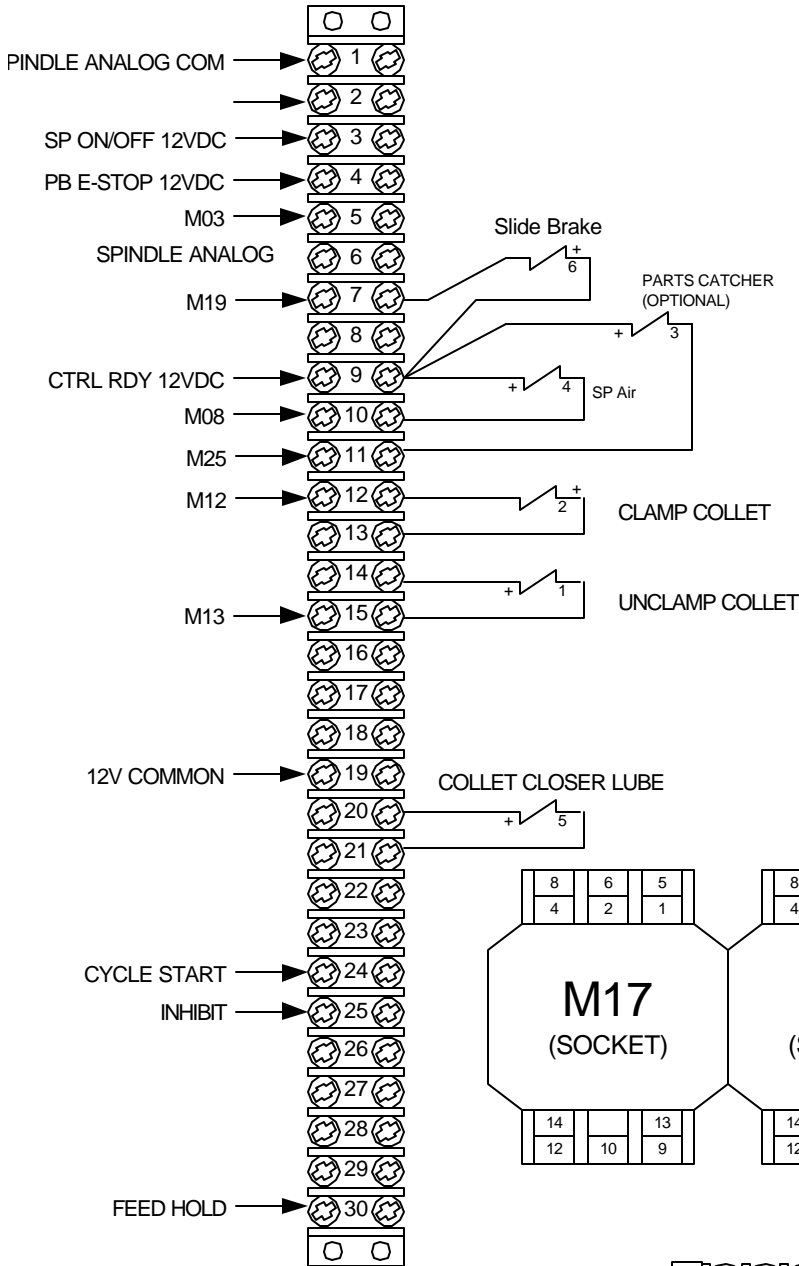 PINDLE ANALOG COM 1
2
SP ON/OFF 12VDC 3
PB E-STOP 12VDC 4
M03 5
SPINDLE ANALOG 6
M19 7
8
CTRL RDY 12VDC 9
M08 10
M25 11
M12 12
13
14
M13 15
16
17
18
12V COMMON 19
20
21
22
23
CYCLE START 24
INHIBIT 25
26
27
28
29
FEED HOLD 30
Slide Brake
+
6
PARTS CATCHER
(OPTIONAL)
+ 3
+ 4 SP Air
+
2
CLAMP COLLET
+ 1
UNCLAMP COLLET
COLLET CLOSER LUBE
+ 5
8 6 5
4 2 1
M17
(SOCKET)
14 13
12 10 9
8
4
(S
14
12